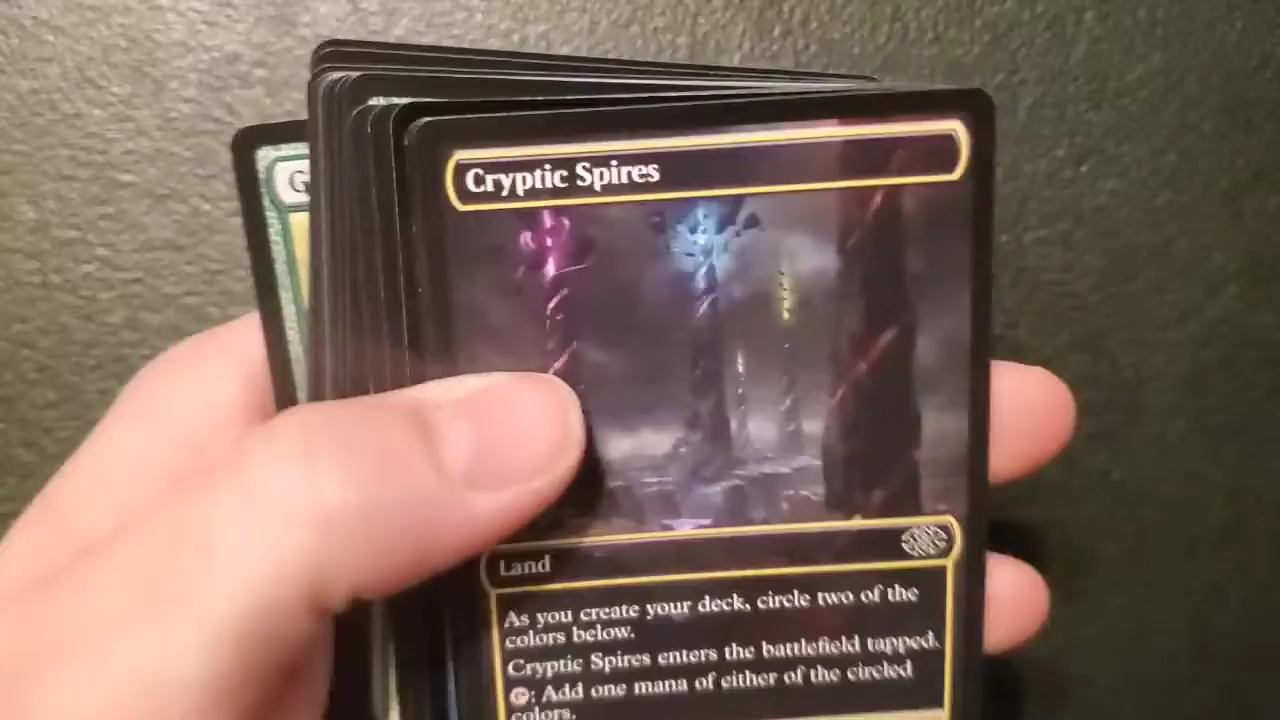 G
Cryptic Spires
Land
As you create your deck, circle two of the
colors below.
Cryptic Spires enters the battlefield tapped.
: Add one mana of either of the circled
colors.